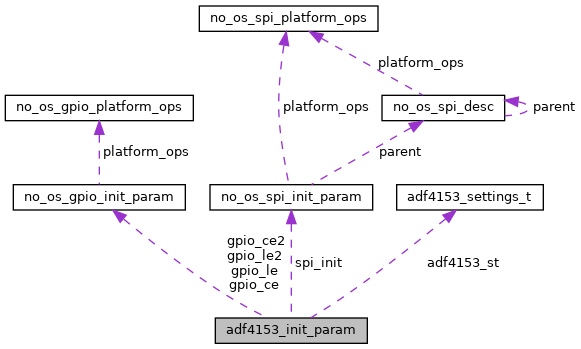 no_os_spi_platform_ops
platform_ops
no_os_gpio_platform_ops
platform_ops
no_os_spi_desc
parent
platform_ops
parent
no_os_gpio_init_param
no_os_spi_init_param
adf4153_settings_t
gpio_ce2
gpio_le2
gpio_le
gpio_ce
spi_init
adf4153_st
adf4153_init_param